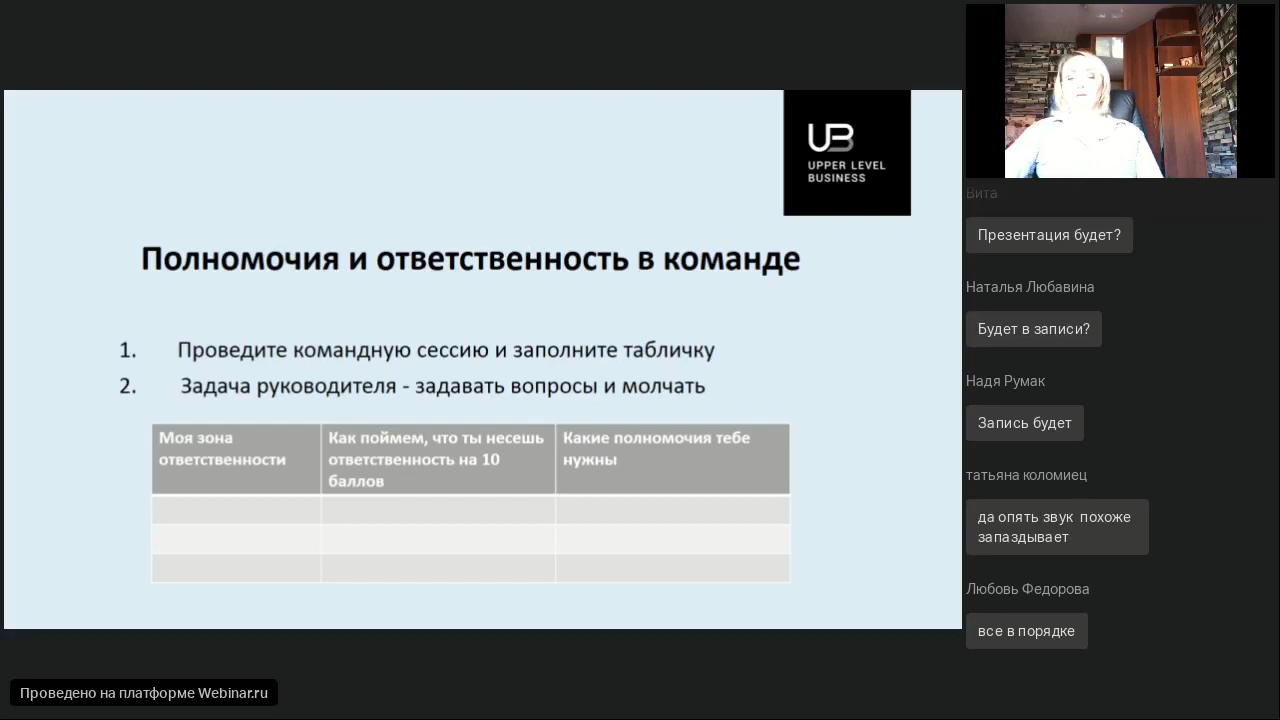 UB
UPPER LEVEL
BUSINESS
Полномочия и ответственность в команде
1. Проведите командную сессию и заполните табличку
2. Задача руководителя - задавать вопросы и молчать
Моя зона
ответственности
Как поймем, что ты несешь
ответственность на 10
баллов
Какие полномочия тебе
нужны
Вита
Презентация будет?
Наталья Любавина
Будет в записи?
Надя Румак
Запись будет
татьяна коломиец
да опять звук похоже
запаздывает
Любовь Федорова
все в порядке
Проведено на платформе Webinar.ru